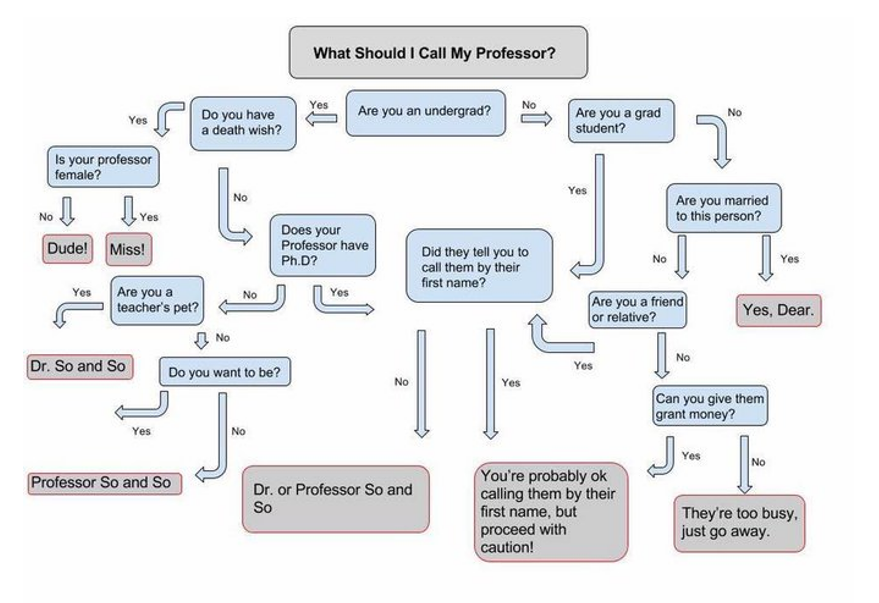 What Should I Call My Professor?
Are you an undergrad?
Yes
No
Do you have
a death wish?
Are you a grad
student?
Yes
No
Is your professor
female?
No
Yes
Dude!
Miss!
No
Does your
Professor have
Ph.D?
Did they tell you to
call them by their
first name?
Yes
Are you married
to this person?
No
Yes
Yes, Dear.
Are you a
teacher's pet?
Yes
No
Yes
Are you a friend
or relative?
Yes
No
No
Dr. So and So
Do you want to be?
Yes
No
No
Yes
Can you give them
grant money?
Yes
No
Professor So and So
Dr. or Professor So and
So
You're probably ok
calling them by their
first name, but
proceed with
caution!
They're too busy,
just go away.